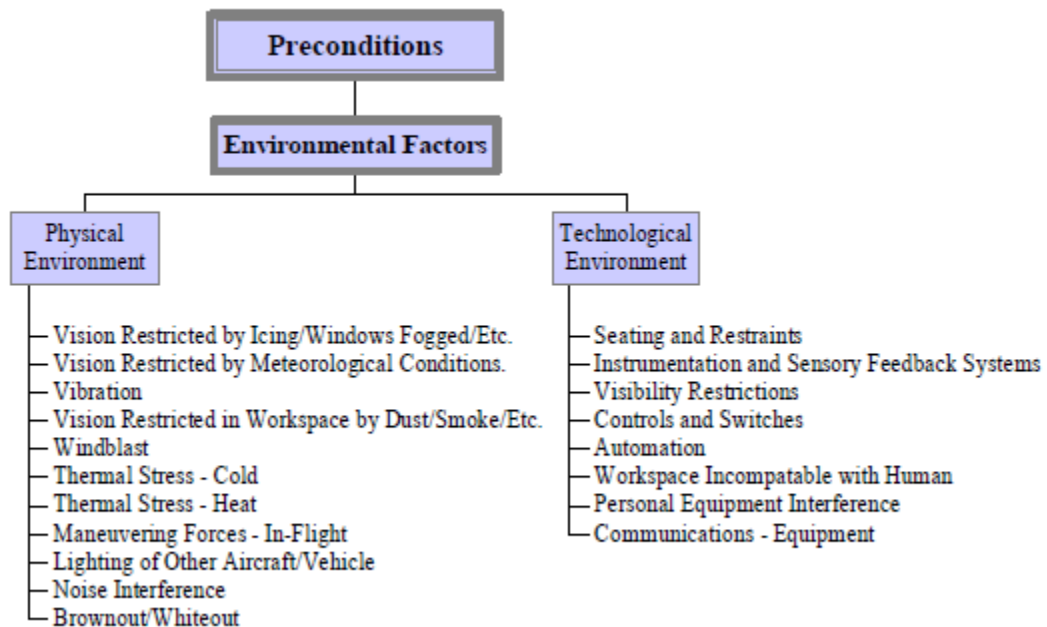 Preconditions
Environmental Factors
Physical
Environment
Vision Restricted by Icing/Windows Fogged/Etc.
Vision Restricted by Meteorological Conditions.
Vibration
Vision Restricted in Workspace by Dust/Smoke/Etc.
Windblast
Thermal Stress - Cold
Thermal Stress - Heat
Maneuvering Forces - In-Flight
Lighting of Other Aircraft/Vehicle
Noise Interference
Brownout/Whiteout
Technological
Environment
Seating and Restraints
Instrumentation and Sensory Feedback Systems
Visibility Restrictions
Controls and Switches
Automation
Workspace Incompatable with Human
Personal Equipment Interference
Communications - Equipment